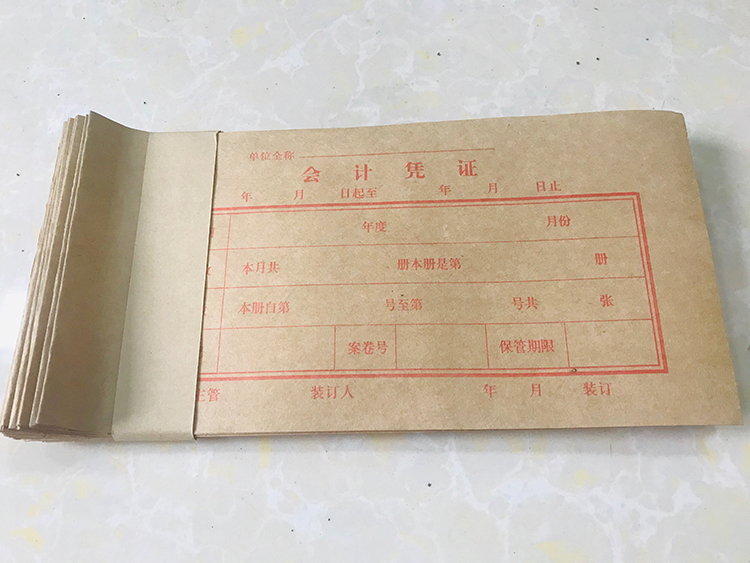 单位全称
会计凭证
年 月 日起至 年 月 日止
年度 月份
本月共 册本册是第 册
本册自第 号至第 号共 张
案卷号 保管期限
主管 装订人 年 月 装订